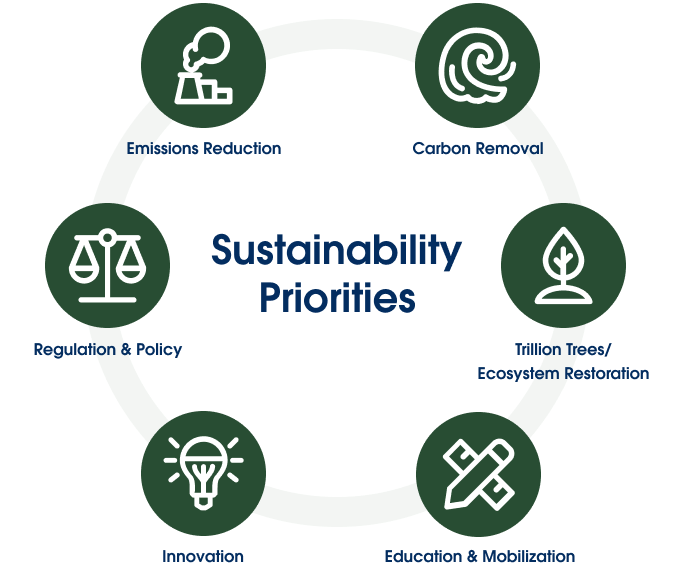 Emissions Reduction
Carbon Removal
Sustainability
Priorities
Regulation & Policy
Trillion Trees/
Ecosystem Restoration
Innovation
Education & Mobilization